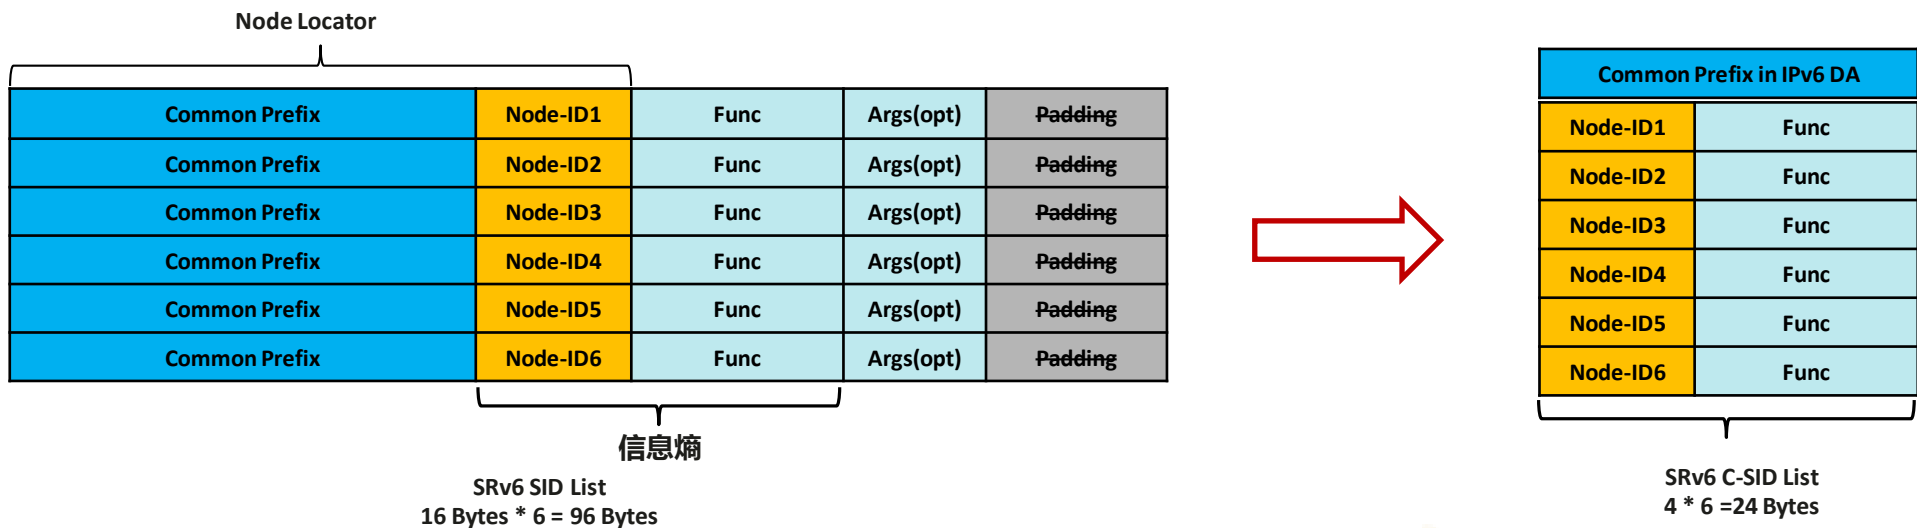 Node Locator
Common Prefix Node-ID1 Func Args(opt) Padding
Common Prefix Node-ID2 Func Args(opt) Padding
Common Prefix Node-ID3 Func Args(opt) Padding
Common Prefix Node-ID4 Func Args(opt) Padding
Common Prefix Node-ID5 Func Args(opt) Padding
Common Prefix Node-ID6 Func Args(opt) Padding
信息熵
SRv6 SID List
16 Bytes * 6 = 96 Bytes
Common Prefix in IPv6 DA
Node-ID1 Func
Node-ID2 Func
Node-ID3 Func
Node-ID4 Func
Node-ID5 Func
Node-ID6 Func
SRv6 C-SID List
4 * 6 =24 Bytes